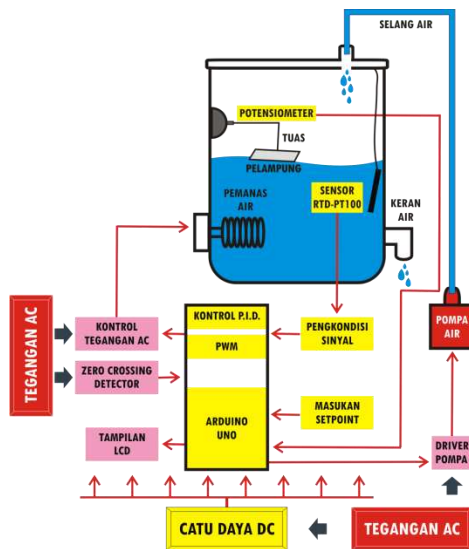 SELANG AIR
POTENSIOMETER
TUAS
PELAMPUNG
PEMANAS
AIR
SENSOR
RTD-PT100
KERAN
AIR
TEGANGAN AC
KONTROL
TEGANGAN AC
ZERO CROSSING
DETECTOR
TAMPILAN
LCD
KONTROL P.I.D.
PWM
ARDUINO
UNO
PENGKONDISI
SINYAL
MASUKAN
SETPOINT
POMPA
AIR
DRIVER
POMPA
CATU DAYA DC
TEGANGAN AC